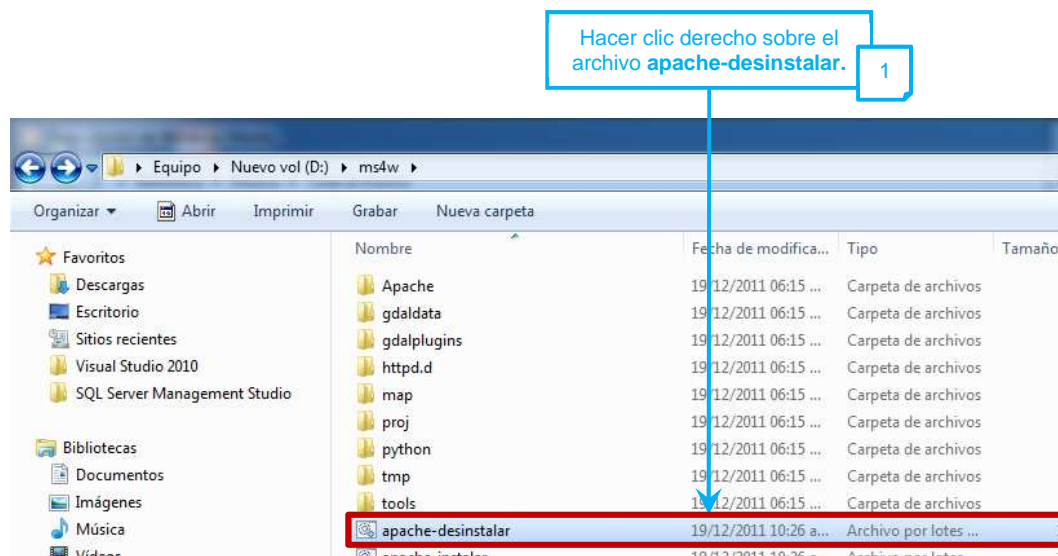 Hacer clic derecho sobre el
archivo apache-desinstalar.
1
Equipo Nuevo vol (D:) ms4w
Organizar Abrir Imprimir Grabar Nueva carpeta
Nombre Fecha de modifica... Tipo Tamaño
Favoritos
Descargas
Escritorio
Sitios recientes
Visual Studio 2010
SQL Server Management Studio
Bibliotecas
Documentos
Imágenes
Música
Vídeos
Apache 19/12/2011 06:15 ... Carpeta de archivos
gdaldata 19/12/2011 06:15 ... Carpeta de archivos
gdalplugins 19/12/2011 06:15 ... Carpeta de archivos
httpd.d 19/12/2011 06:15 ... Carpeta de archivos
map 19/12/2011 06:15 ... Carpeta de archivos
proj 19/12/2011 06:15 ... Carpeta de archivos
python 19/12/2011 06:15 ... Carpeta de archivos
tmp 19/12/2011 06:15 ... Carpeta de archivos
tools 19/12/2011 06:15 ... Carpeta de archivos
apache-desinstalar 19/12/2011 10:26 a... Archivo por lotes ...